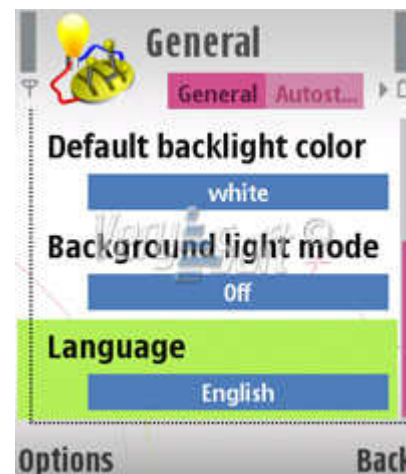 General
General Autost...
Default backlight color
white
Background light mode
Off
Language
English
Options Back